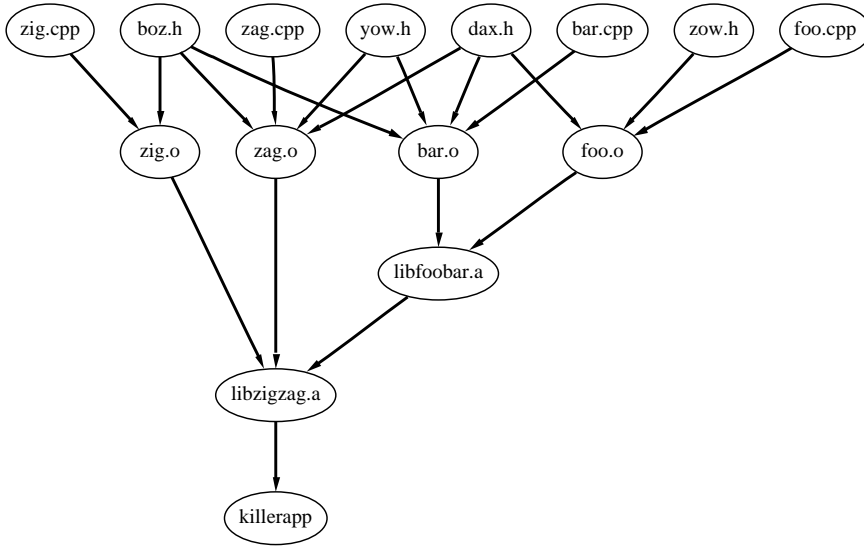 zig.cpp
boz.h
zag.cpp
yow.h
dax.h
bar.cpp
zow.h
foo.cpp
zig.o
zag.o
bar.o
foo.o
libfoobar.a
libzigzag.a
killerapp